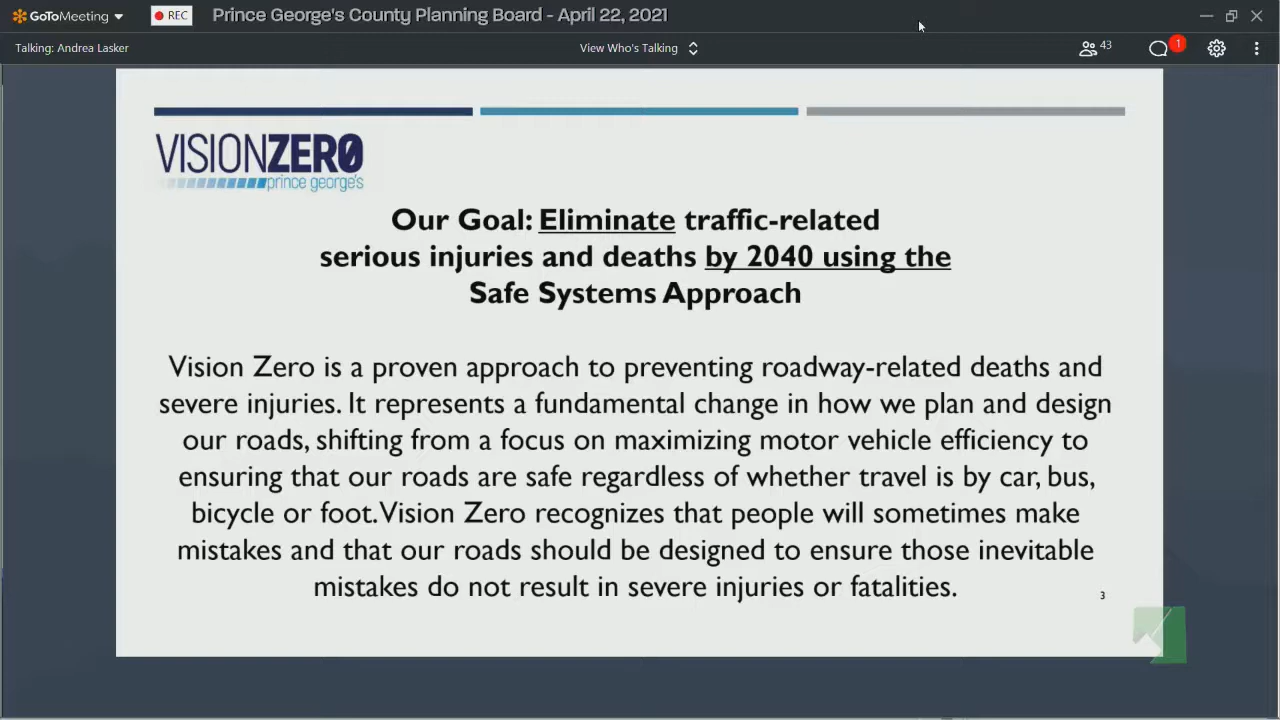 GoToMeeting
REC
Prince George's County Planning Board - April 22, 2021
Talking: Andrea Lasker
View Who's Talking
43
1
VISIONZERO
prince george's
Our Goal: Eliminate traffic-related
serious injuries and deaths by 2040 using the
Safe Systems Approach
Vision Zero is a proven approach to preventing roadway-related deaths and
severe injuries. It represents a fundamental change in how we plan and design
our roads, shifting from a focus on maximizing motor vehicle efficiency to
ensuring that our roads are safe regardless of whether travel is by car, bus,
bicycle or foot. Vision Zero recognizes that people will sometimes make
mistakes and that our roads should be designed to ensure those inevitable
mistakes do not result in severe injuries or fatalities.
3